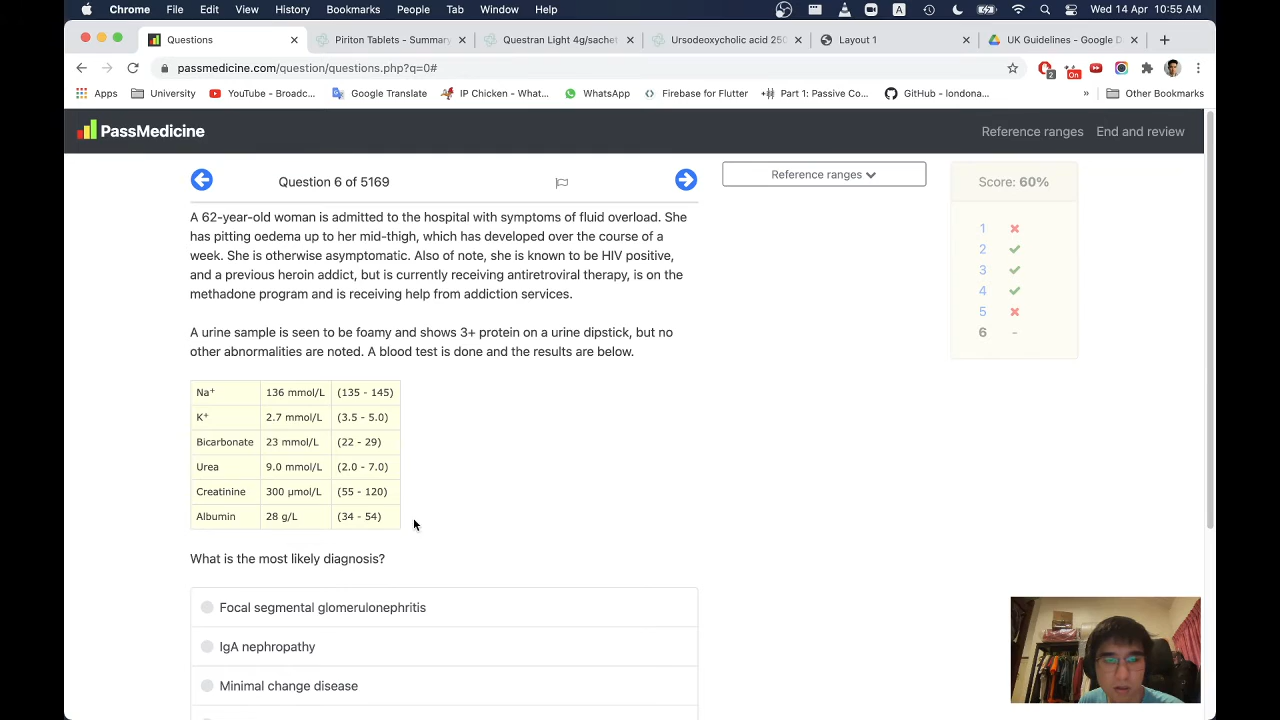 Chrome File Edit View History Bookmarks People Tab Window Help
A Wed 14 Apr 10:55 AM
Questions
Piriton Tablets - Summar
Questran Light 4g/sachet
Ursodeoxycholic acid 250
UK Guidelines - Google D
passmedicine.com/question/questions.php?q=0#
2 On
Apps University YouTube - Broadc... Google Translate IP Chicken - What... WhatsApp Firebase for Flutter Part 1: Passive Co... GitHub - londona... » Other Bookmarks
PassMedicine
Reference ranges End and review
Question 6 of 5169
Reference ranges
Score: 60%
1
2
3
4
5
6 -
A 62-year-old woman is admitted to the hospital with symptoms of fluid overload. She
has pitting oedema up to her mid-thigh, which has developed over the course of a
week. She is otherwise asymptomatic. Also of note, she is known to be HIV positive,
and a previous heroin addict, but is currently receiving antiretroviral therapy, is on the
methadone program and is receiving help from addiction services.
A urine sample is seen to be foamy and shows 3+ protein on a urine dipstick, but no
other abnormalities are noted. A blood test is done and the results are below.
Na⁺ 136 mmol/L (135 - 145)
K⁺ 2.7 mmol/L (3.5 - 5.0)
Bicarbonate 23 mmol/L (22 - 29)
Urea 9.0 mmol/L (2.0 - 7.0)
Creatinine 300 µmol/L (55 - 120)
Albumin 28 g/L (34 - 54)
What is the most likely diagnosis?
Focal segmental glomerulonephritis
IgA nephropathy
Minimal change disease